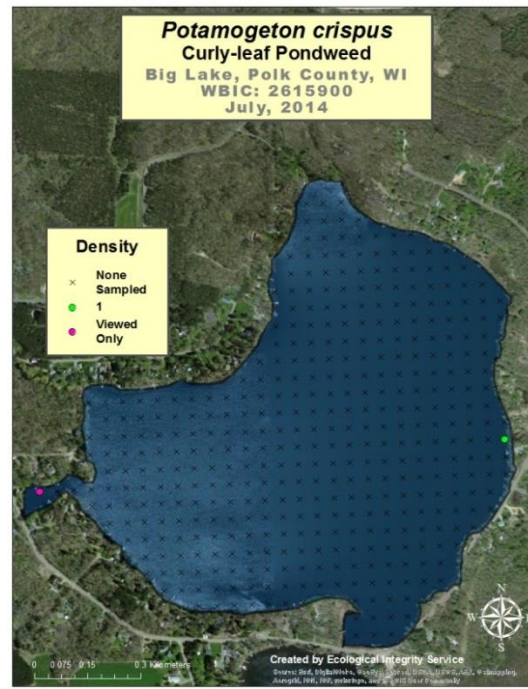 Potamogeton crispus
Curly-leaf Pondweed
Big Lake, Polk County, WI
WBIC: 2615900
July, 2014
Density
None
Sampled
1
Viewed
Only
N
W
S
0 0.075 0.15 0.3 Kilometers
Created by Ecological Integrity Service